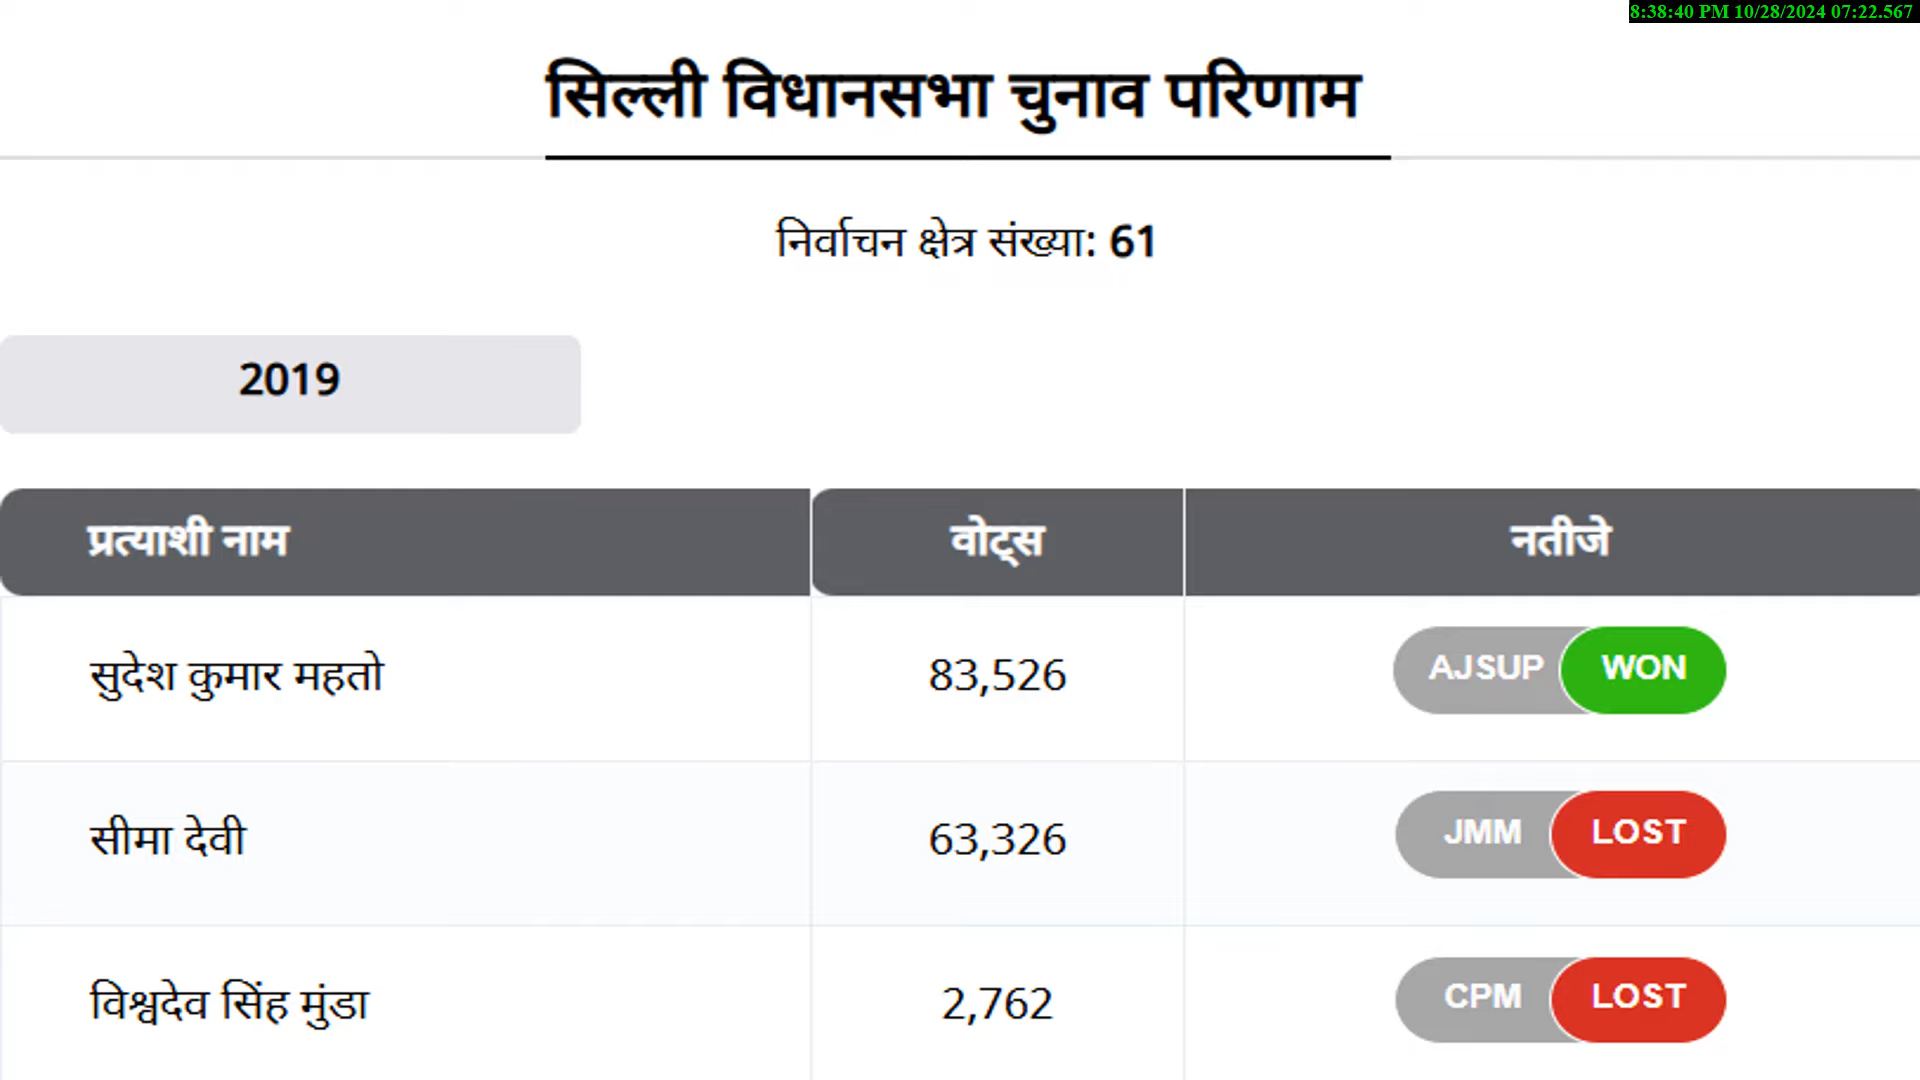 8:38:40 PM 10/28/2024 07:22.567
सिल्ली विधानसभा चुनाव परिणाम
निर्वाचन क्षेत्र संख्या: 61
2019
प्रत्याशी नाम वोट्स नतीजे
सुदेश कुमार महतो 83,526 AJSUP WON
सीमा देवी 63,326 JMM LOST
विश्वदेव सिंह मुंडा 2,762 CPM LOST